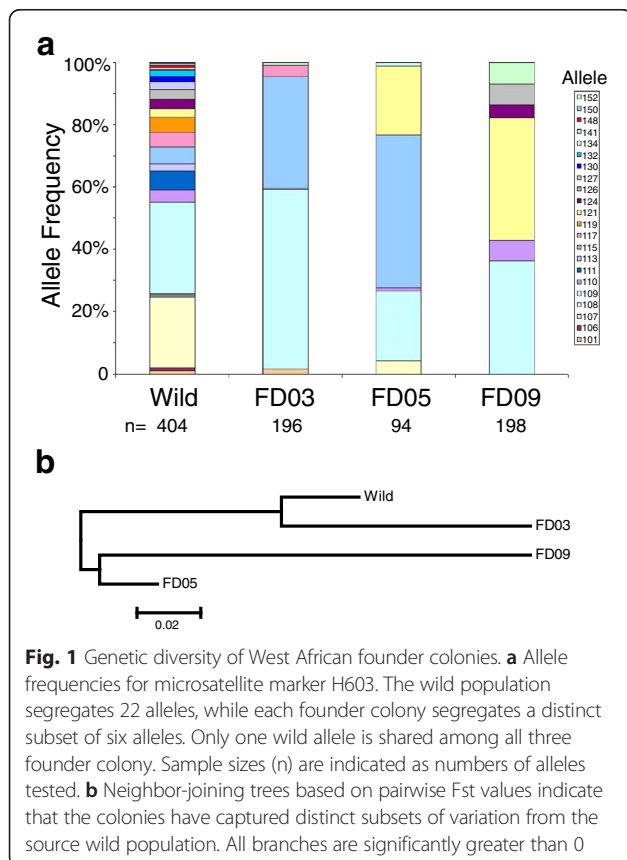 a
100%
80%
60%
40%
20%
0
Allele Frequency
Allele
152
150
148
141
134
132
130
127
126
124
121
119
117
115
113
111
110
109
108
107
106
101
Wild FD03 FD05 FD09
n= 404 196 94 198
b
Wild
FD03
FD09
FD05
0.02
Fig. 1 Genetic diversity of West African founder colonies. a Allele
frequencies for microsatellite marker H603. The wild population
segregates 22 alleles, while each founder colony segregates a distinct
subset of six alleles. Only one wild allele is shared among all three
founder colony. Sample sizes (n) are indicated as numbers of alleles
tested. b Neighbor-joining trees based on pairwise Fst values indicate
that the colonies have captured distinct subsets of variation from the
source wild population. All branches are significantly greater than 0